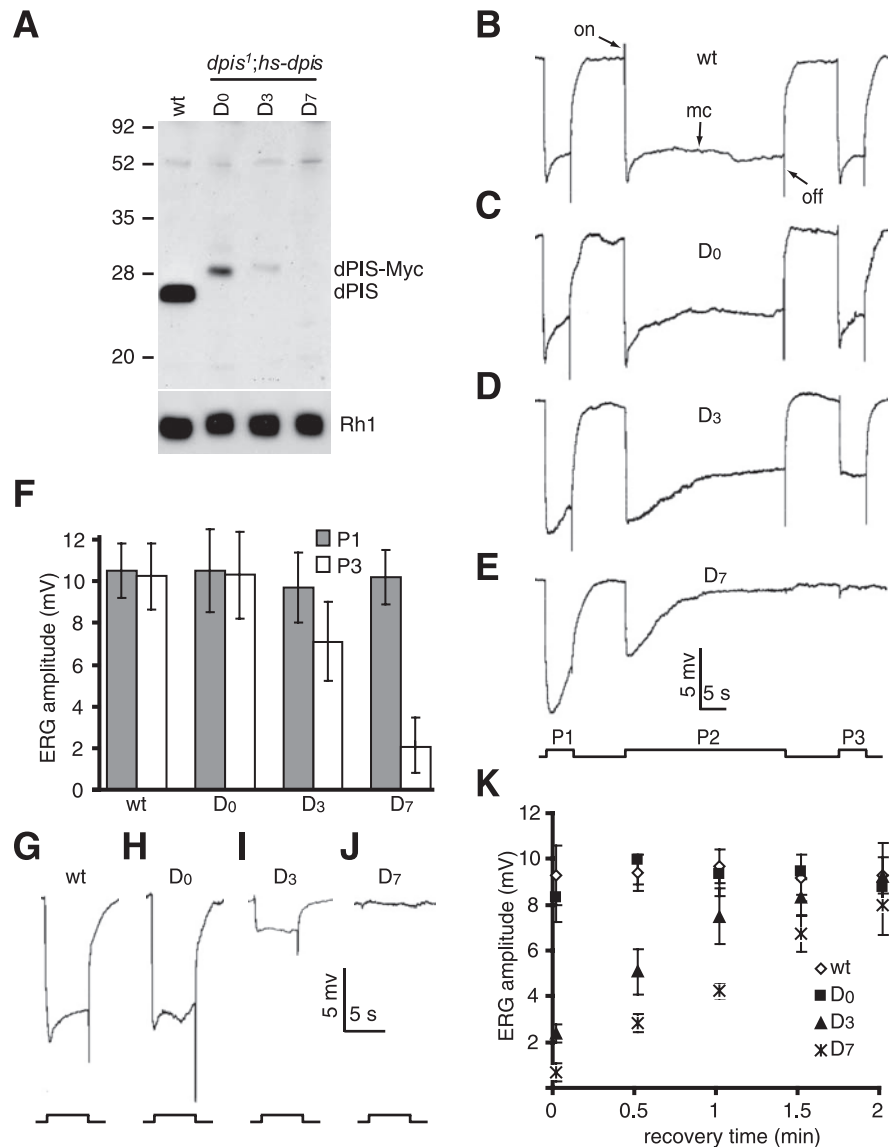 A
dpis¹;hs-dpis
wt
D0
D3
D7
92
52
35
28
20
dPIS-Myc
dPIS
Rh1
B
on
wt
mc
off
C
D0
D
D3
E
D7
5 mv
5 s
P1
P2
P3
F
ERG amplitude (mV)
12
10
8
6
4
2
0
P1
P3
wt
D0
D3
D7
G
wt
H
D0
I
D3
J
D7
5 mv
5 s
K
ERG amplitude (mV)
12
10
8
6
4
2
wt
D0
D3
D7
0
0.5
1
1.5
2
recovery time (min)